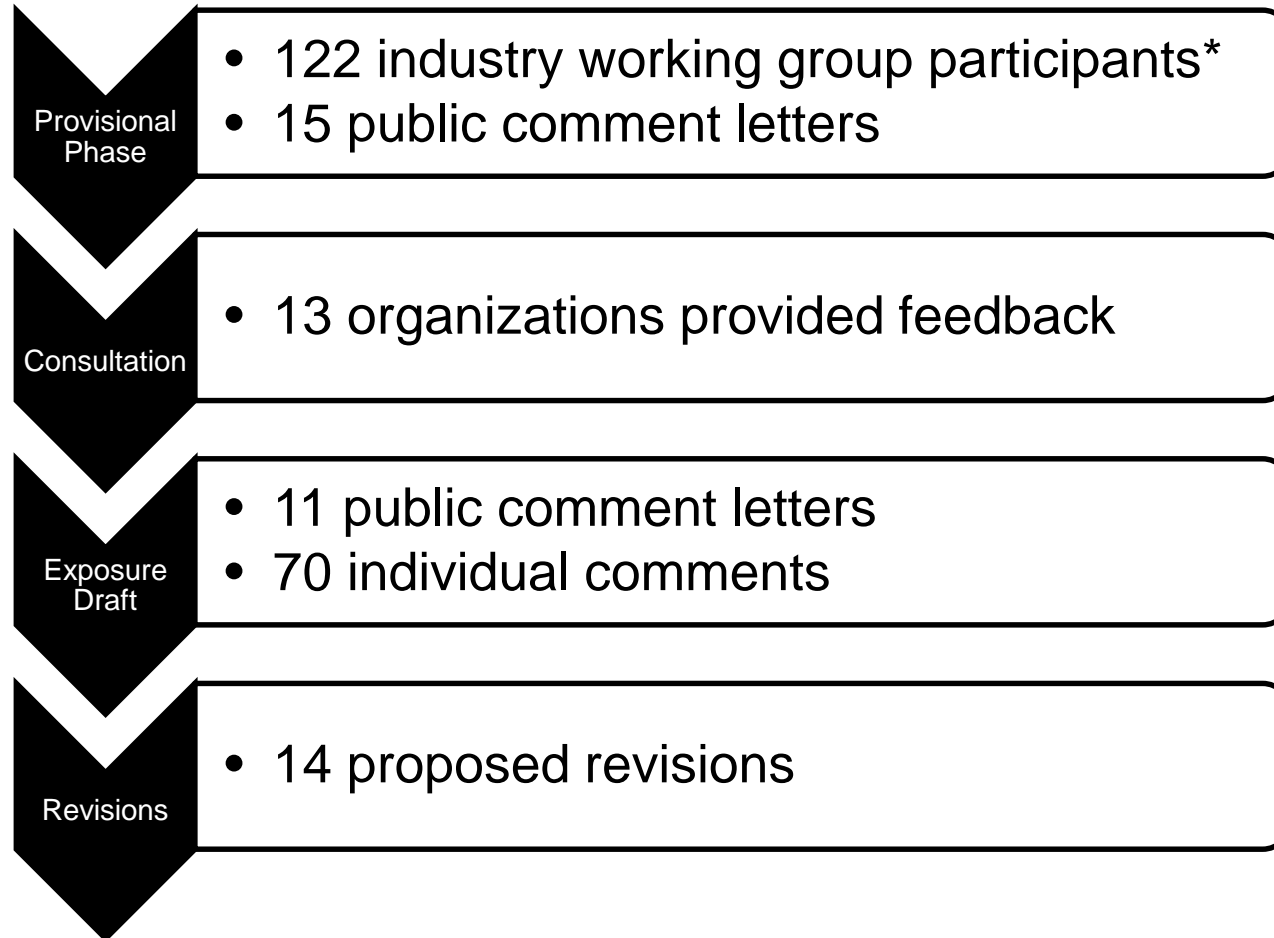 Provisional
Phase
• 122 industry working group participants*
• 15 public comment letters
Consultation
• 13 organizations provided feedback
Exposure
Draft
• 11 public comment letters
• 70 individual comments
Revisions
• 14 proposed revisions